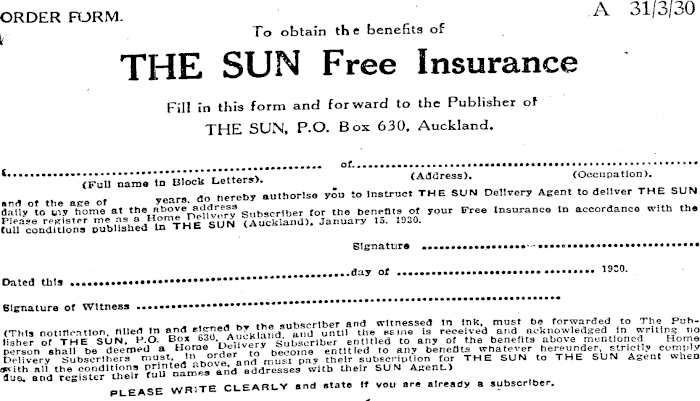 ORDER FORM.
A 31/3/30
To obtain the benefits of
THE SUN Free Insurance
Fill in this form and forward to the Publisher of
THE SUN, P.O. Box 630, Auckland.
of
(Full name in Block Letters). (Address). (Occupation).
and of the age of years, do hereby authorise you to instruct THE SUN Delivery Agent to deliver THE SUN
daily to my home at the above address
Please register me as a Home Delivery Subscriber for the benefits of your Free Insurance in accordance with the
full conditions published in THE SUN (Auckland), January 15, 1930.
Signature
Dated this day of 1930.
Signature of Witness
(This notification, filled in and signed by the subscriber and witnessed in ink, must be forwarded to The Pub-
lisher of THE SUN, P.O. Box 630, Auckland, and until the same is received and acknowledged in writing no
person shall be deemed a Home Delivery Subscriber entitled to any of the benefits above mentioned. Home
Delivery Subscribers must, in order to become entitled to any benefits whatever hereunder, strictly comply
with all the conditions printed above, and must pay their subscription for THE SUN to THE SUN Agent when
due, and register their full names and addresses with their SUN Agent.)
PLEASE WRITE CLEARLY and state if you are already a subscriber.